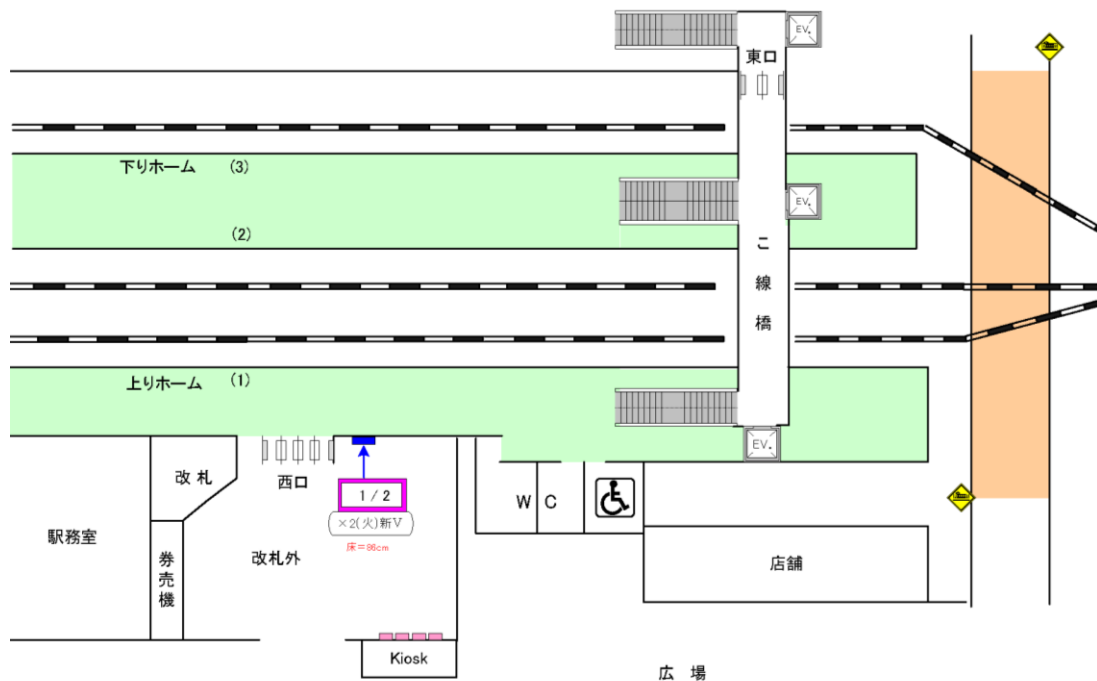 EV.
東口
下りホーム (3)
EV.
(2)
こ
線
橋
上りホーム (1)
EV.
改 札
西口
1 / 2
W C
×2(火)新V
床=86cm
駅務室
改札外
券
売
機
店舗
Kiosk
広 場